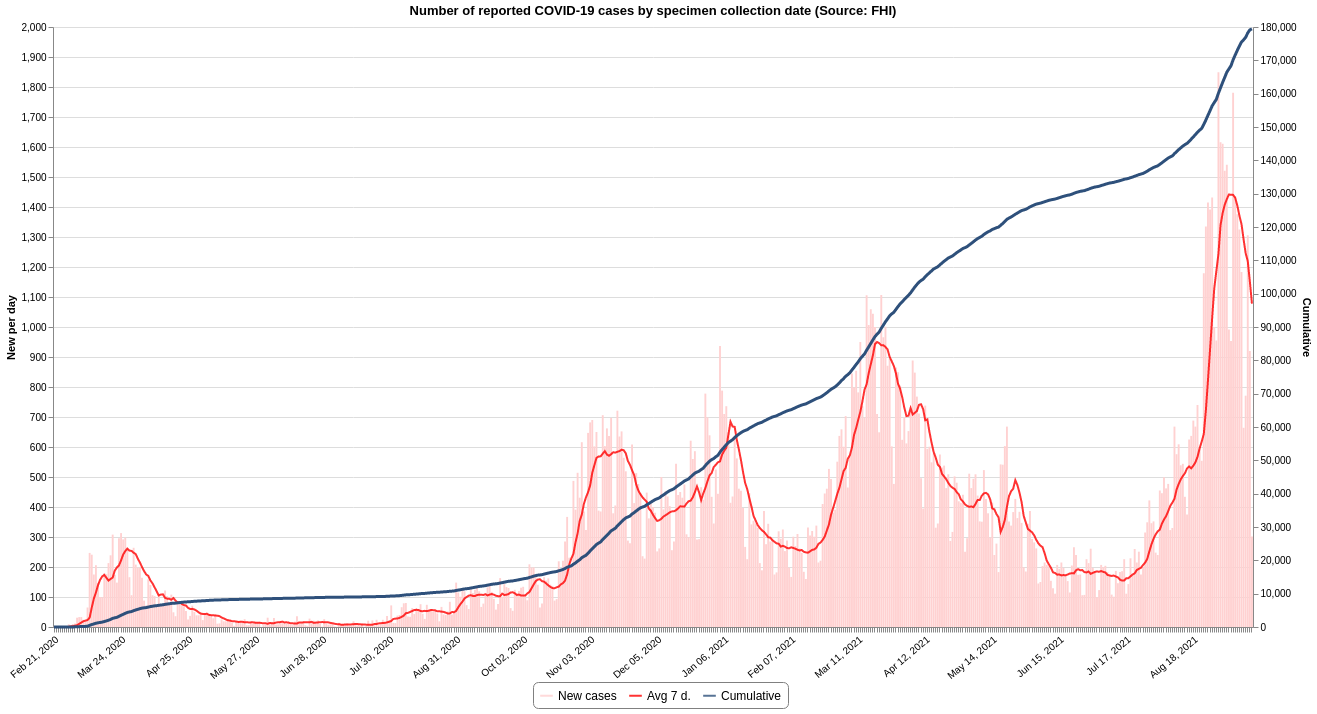 Number of reported COVID-19 cases by specimen collection date (Source: FHI)
2,000
1,900
1,800
1,700
1,600
1,500
1,400
1,300
1,200
1,100
1,000
900
800
700
600
500
400
300
200
100
0
New per day
180,000
170,000
160,000
150,000
140,000
130,000
120,000
110,000
100,000
90,000
80,000
70,000
60,000
50,000
40,000
30,000
20,000
10,000
0
Cumulative
Feb 21, 2020
Mar 24, 2020
Apr 25, 2020
May 27, 2020
Jun 28, 2020
Jul 30, 2020
Aug 31, 2020
Oct 02, 2020
Nov 03, 2020
Dec 05, 2020
Jan 06, 2021
Feb 07, 2021
Mar 11, 2021
Apr 12, 2021
May 14, 2021
Jun 15, 2021
Jul 17, 2021
Aug 18, 2021
New cases Avg 7 d. Cumulative